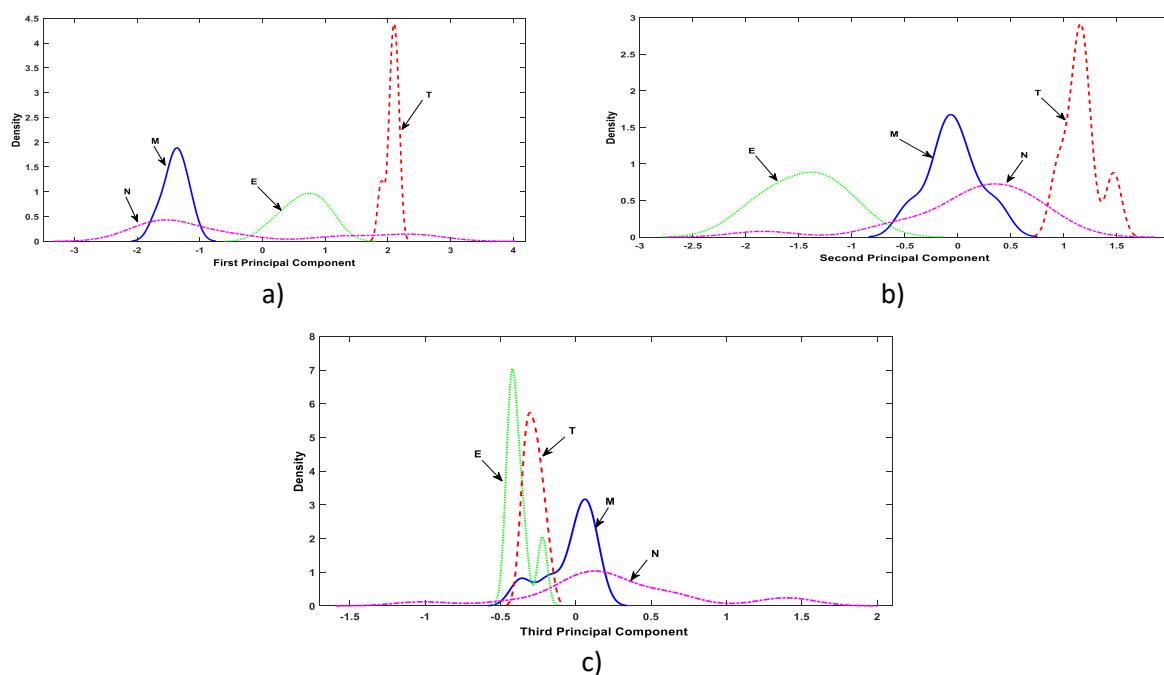 4.5
4
3.5
3
2.5
2
1.5
1
0.5
0
Density
M
N
E
T
-3 -2 -1 0 1 2 3 4
First Principal Component
a)
3
2.5
2
1.5
1
0.5
0
Density
E
M
T
N
-3 -2.5 -2 -1.5 -1 -0.5 0 0.5 1 1.5
Second Principal Component
b)
8
7
6
5
4
3
2
1
0
Density
E
T
M
N
-1.5 -1 -0.5 0 0.5 1 1.5 2
Third Principal Component
c)